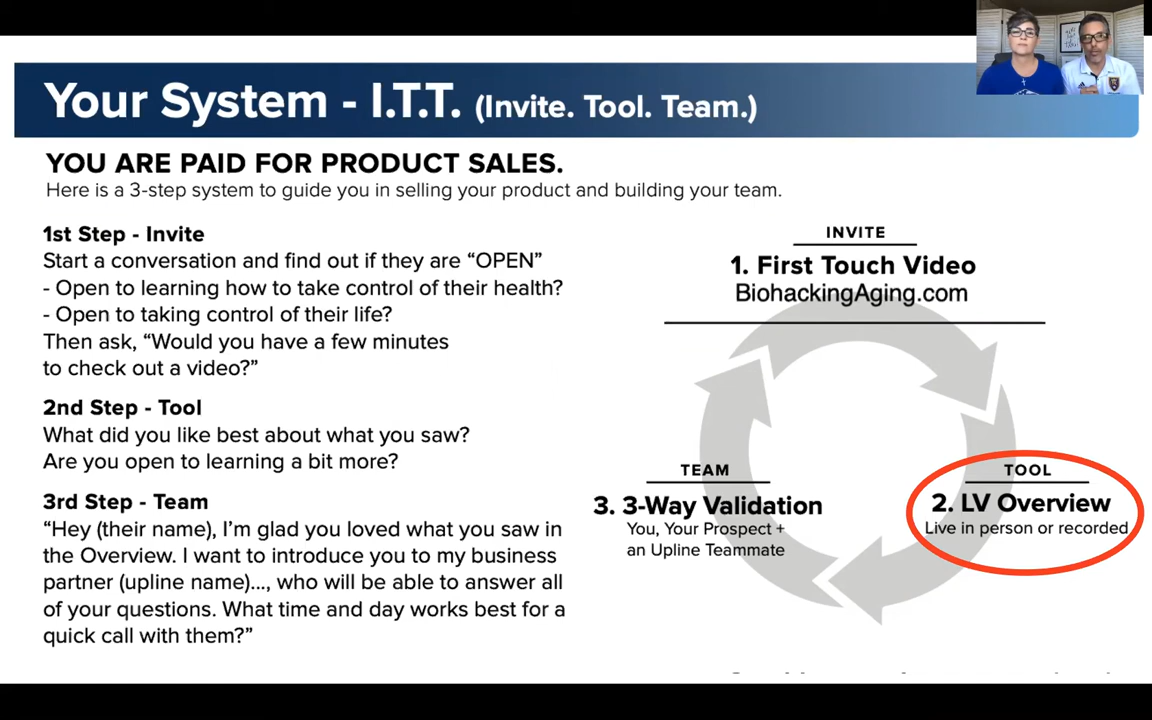 Your System - I.T.T. (Invite. Tool. Team.)
YOU ARE PAID FOR PRODUCT SALES.
Here is a 3-step system to guide you in selling your product and building your team.
1st Step - Invite
Start a conversation and find out if they are “OPEN”
- Open to learning how to take control of their health?
- Open to taking control of their life?
Then ask, “Would you have a few minutes
to check out a video?”
2nd Step - Tool
What did you like best about what you saw?
Are you open to learning a bit more?
3rd Step - Team
“Hey (their name), I’m glad you loved what you saw in
the Overview. I want to introduce you to my business
partner (upline name)..., who will be able to answer all
of your questions. What time and day works best for a
quick call with them?”
INVITE
1. First Touch Video
BiohackingAging.com
TEAM
3. 3-Way Validation
You, Your Prospect +
an Upline Teammate
TOOL
2. LV Overview
Live in person or recorded